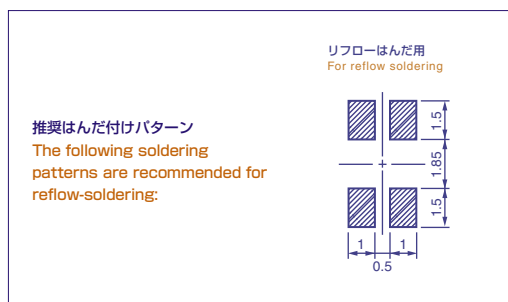 リフローはんだ用
For reflow soldering
推奨はんだ付けパターン
The following soldering
patterns are recommended for
reflow-soldering:
1.5
1.85
1.5
1 1
0.5